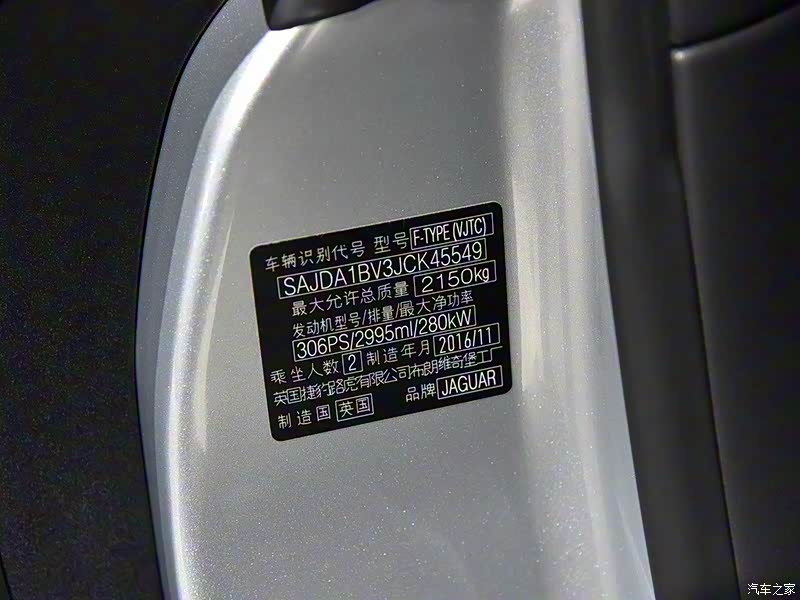 车辆识别代号 型号 F-TYPE (VJTC)
SAJDA1BV3JCK45549
最大允许总质量 2150kg
发动机型号/排量/最大净功率
306PS/2995ml/280kW
乘坐人数 2 制造年月 2016/11
英国捷豹路虎有限公司布朗维奇堡工厂
制造国 英国 品牌 JAGUAR
汽车之家